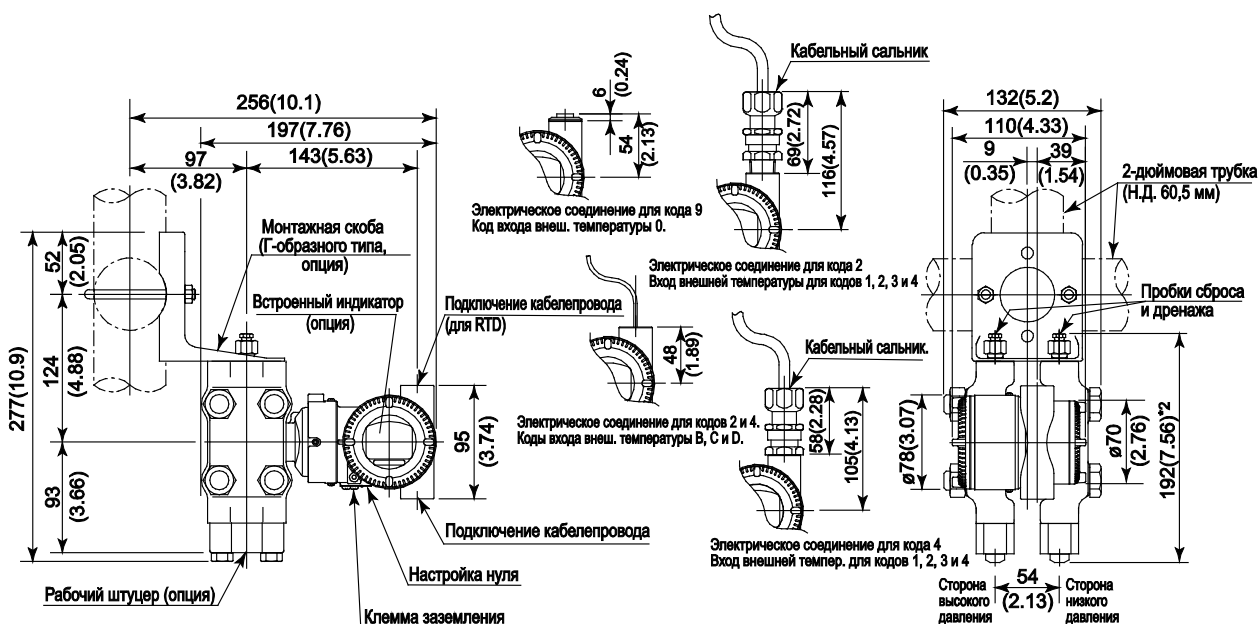 256(10.1)
197(7.76)
97
(3.82)
143(5.63)
Монтажная скоба
(Г-образного типа,
опция)
Встроенный индикатор
(опция)
Подключение кабелепровода
(для RTD)
277(10.9)
52
(2.05)
124
(4.88)
93
(3.66)
95
(3.74)
Подключение кабелепровода
Настройка нуля
Клемма заземления
Рабочий штуцер (опция)
6
(0.24)
54
(2.13)
Электрическое соединение для кода 9
Код входа внеш. температуры 0.
Кабельный сальник
69(2.72)
116(4.57)
Электрическое соединение для кода 2
Вход внешней температуры для кодов 1, 2, 3 и 4
48
(1.89)
Электрическое соединение для кодов 2 и 4.
Коды входа внеш. температуры B, C и D.
Кабельный сальник.
58(2.28)
105(4.13)
Электрическое соединение для кода 4
Вход внешней темпер. для кодов 1, 2, 3 и 4
132(5.2)
110(4.33)
9
(0.35)
39
(1.54)
2-дюймовая трубка
(Н.Д. 60,5 мм)
Пробки сброса
и дренажа
ø78(3.07)
ø70
(2.76)
192(7.56)*2
54
(2.13)
Сторона
высокого
давления
Сторона
низкого
давления